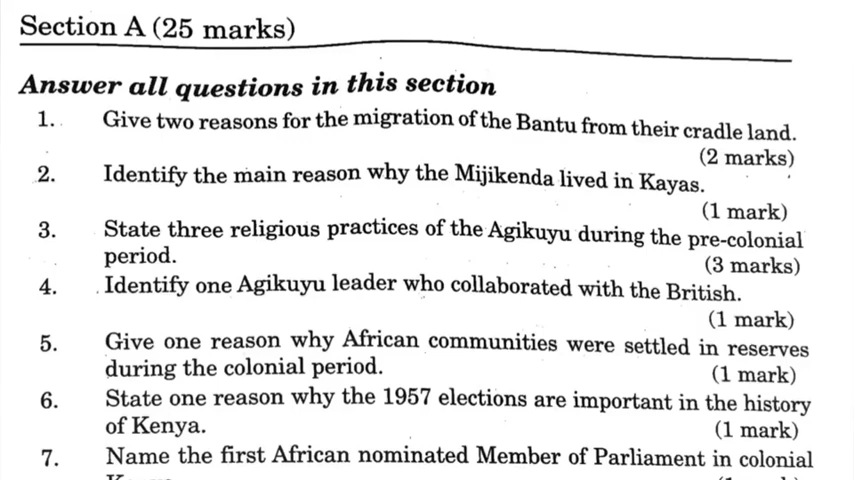 Section A (25 marks)
Answer all questions in this section
1. Give two reasons for the migration of the Bantu from their cradle land.
(2 marks)
2. Identify the main reason why the Mijikenda lived in Kayas.
(1 mark)
3. State three religious practices of the Agikuyu during the pre-colonial
period. (3 marks)
4. Identify one Agikuyu leader who collaborated with the British.
(1 mark)
5. Give one reason why African communities were settled in reserves
during the colonial period. (1 mark)
6. State one reason why the 1957 elections are important in the history
of Kenya. (1 mark)
7. Name the first African nominated Member of Parliament in colonial